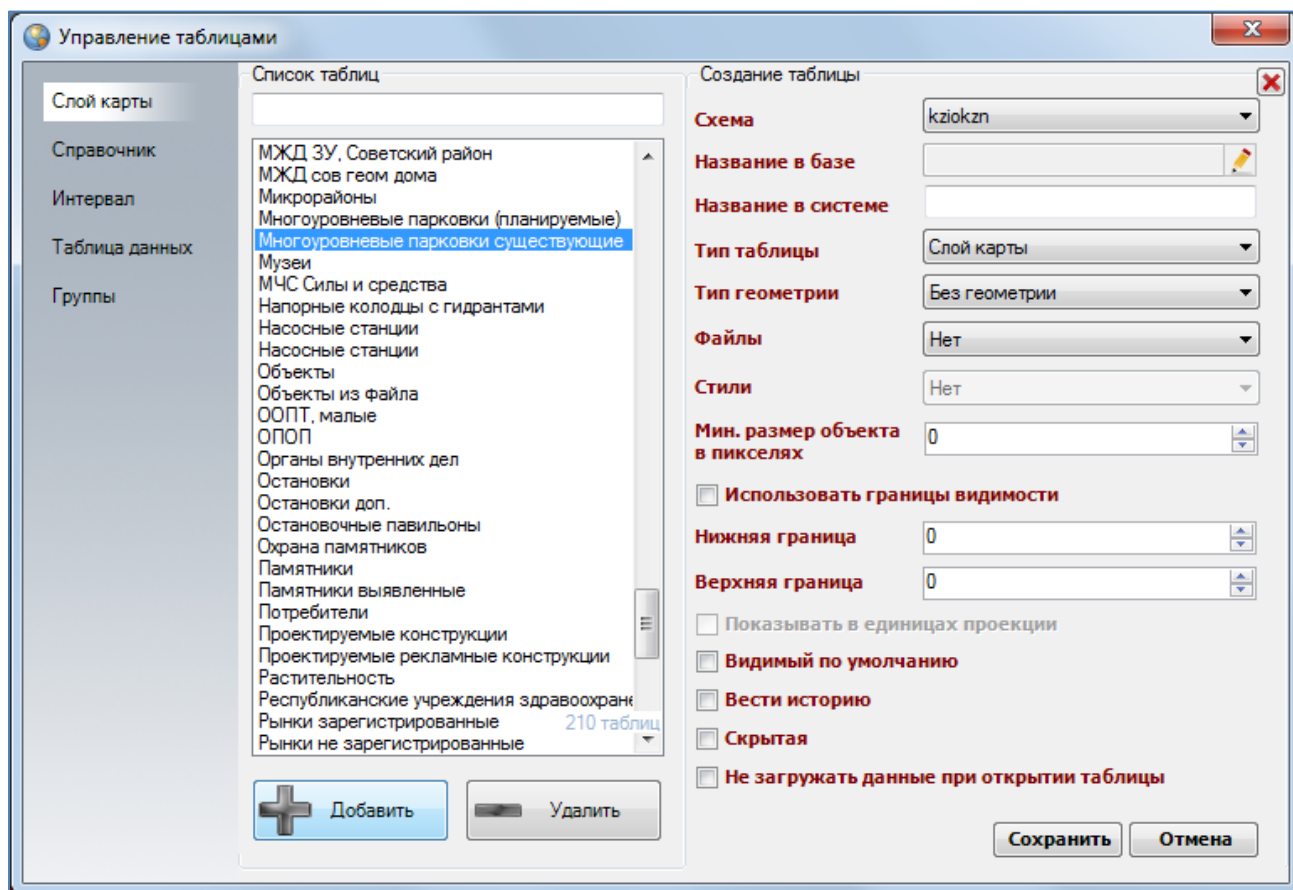 Управление таблицами
Слой карты
Справочник
Интервал
Таблица данных
Группы
Список таблиц
МЖД ЗУ, Советский район
МЖД сов геом дома
Микрорайоны
Многоуровневые парковки (планируемые)
Многоуровневые парковки существующие
Музеи
МЧС Силы и средства
Напорные колодцы с гидрантами
Насосные станции
Насосные станции
Объекты
Объекты из файла
ООПТ, малые
ОПОП
Органы внутренних дел
Остановки
Остановки доп.
Остановочные павильоны
Охрана памятников
Памятники
Памятники выявленные
Потребители
Проектируемые конструкции
Проектируемые рекламные конструкции
Растительность
Республиканские учреждения здравоохране
Рынки зарегистрированные 210 таблиц
Рынки не зарегистрированные
Добавить Удалить
Создание таблицы
Схема kziokzn
Название в базе
Название в системе
Тип таблицы Слой карты
Тип геометрии Без геометрии
Файлы Нет
Стили Нет
Мин. размер объекта
в пикселях 0
Использовать границы видимости
Нижняя граница 0
Верхняя граница 0
Показывать в единицах проекции
Видимый по умолчанию
Вести историю
Скрытая
Не загружать данные при открытии таблицы
Сохранить Отмена